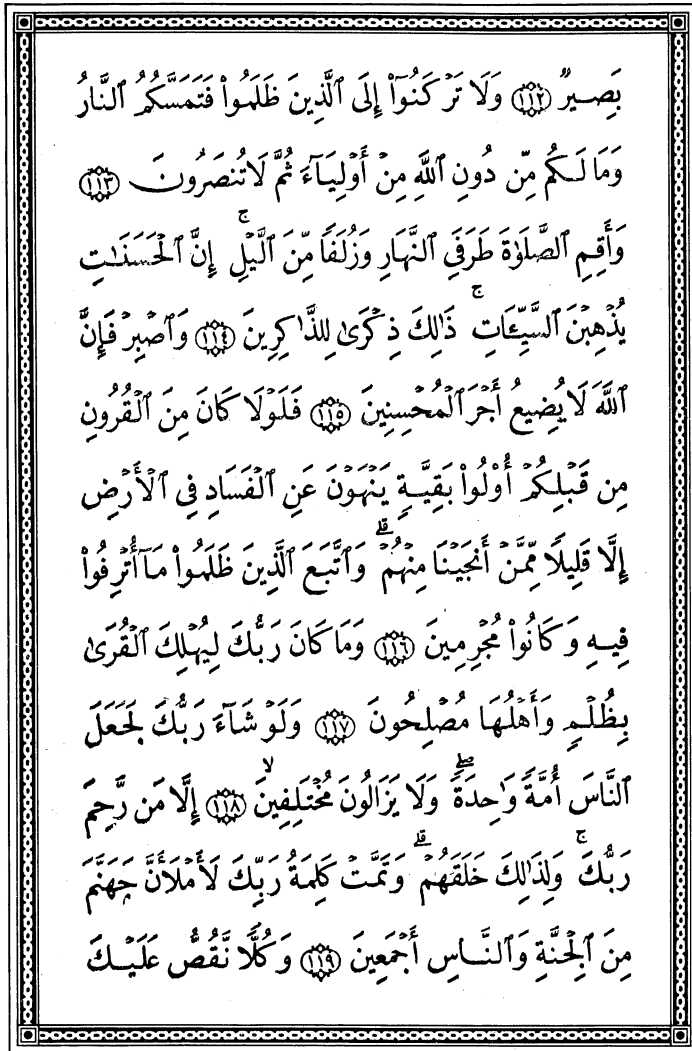 بَصِيرٌ ﴿١١٢﴾ وَلَا تَرْكَنُوٓا۟ إِلَى ٱلَّذِينَ ظَلَمُوا۟ فَتَمَسَّكُمُ ٱلنَّارُ
وَمَا لَكُم مِّن دُونِ ٱللَّهِ مِنْ أَوْلِيَآءَ ثُمَّ لَا تُنصَرُونَ ﴿١١٣﴾
وَأَقِمِ ٱلصَّلَوٰةَ طَرَفَىِ ٱلنَّهَارِ وَزُلَفًا مِّنَ ٱلَّيْلِ ۚ إِنَّ ٱلْحَسَنَـٰتِ
يُذْهِبْنَ ٱلسَّيِّـَٔاتِ ۚ ذَٰلِكَ ذِكْرَىٰ لِلذَّٰكِرِينَ ﴿١١٤﴾ وَٱصْبِرْ فَإِنَّ
ٱللَّهَ لَا يُضِيعُ أَجْرَ ٱلْمُحْسِنِينَ ﴿١١٥﴾ فَلَوْلَا كَانَ مِنَ ٱلْقُرُونِ
مِن قَبْلِكُمْ أُو۟لُوا۟ بَقِيَّةٍ يَنْهَوْنَ عَنِ ٱلْفَسَادِ فِى ٱلْأَرْضِ
إِلَّا قَلِيلًا مِّمَّنْ أَنجَيْنَا مِنْهُمْ ۗ وَٱتَّبَعَ ٱلَّذِينَ ظَلَمُوا۟ مَآ أُتْرِفُوا۟
فِيهِ وَكَانُوا۟ مُجْرِمِينَ ﴿١١٦﴾ وَمَا كَانَ رَبُّكَ لِيُهْلِكَ ٱلْقُرَىٰ
بِظُلْمٍ وَأَهْلُهَا مُصْلِحُونَ ﴿١١٧﴾ وَلَوْ شَآءَ رَبُّكَ لَجَعَلَ
ٱلنَّاسَ أُمَّةً وَٰحِدَةً ۖ وَلَا يَزَالُونَ مُخْتَلِفِينَ ۙ ﴿١١٨﴾ إِلَّا مَن رَّحِمَ
رَبُّكَ ۚ وَلِذَٰلِكَ خَلَقَهُمْ ۗ وَتَمَّتْ كَلِمَةُ رَبِّكَ لَأَمْلَأَنَّ جَهَنَّمَ
مِنَ ٱلْجِنَّةِ وَٱلنَّاسِ أَجْمَعِينَ ﴿١١٩﴾ وَكُلًّا نَّقُصُّ عَلَيْكَ